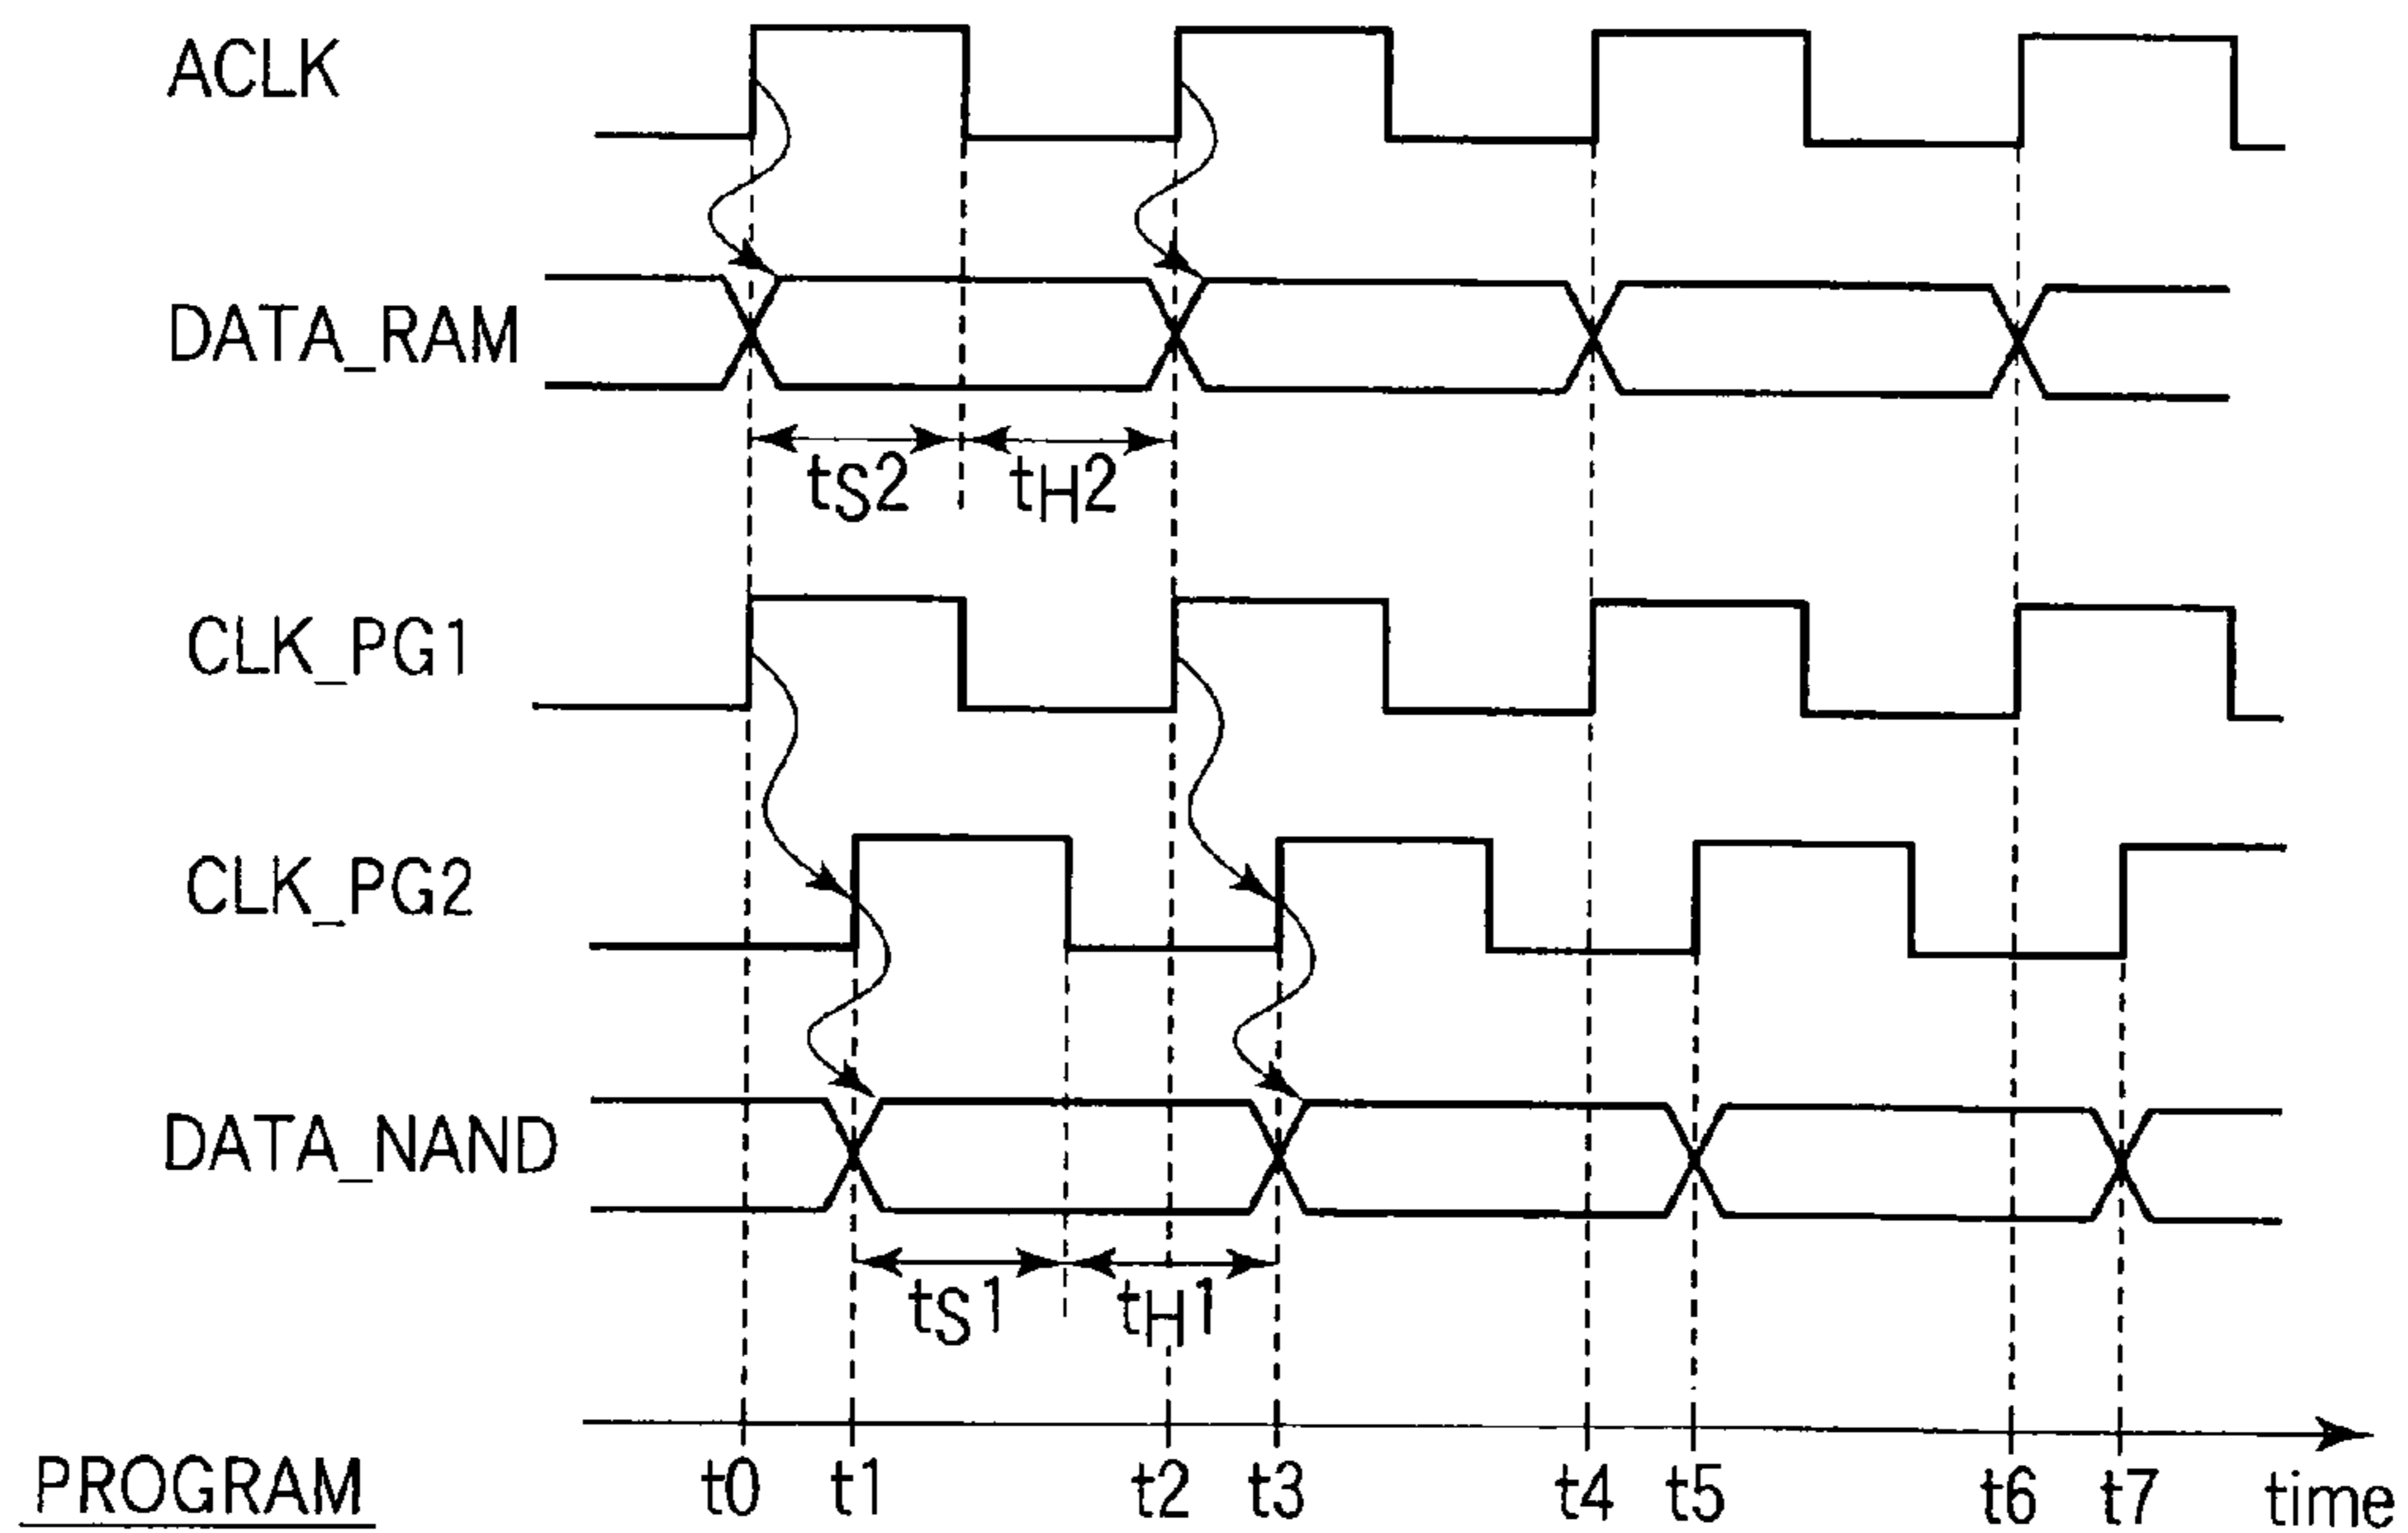 ACLK
DATA_RAM
tS2 tH2
CLK_PG1
CLK_PG2
DATA_NAND
tS1 tH1
t0 t1 t2 t3 t4 t5 t6 t7 time
PROGRAM